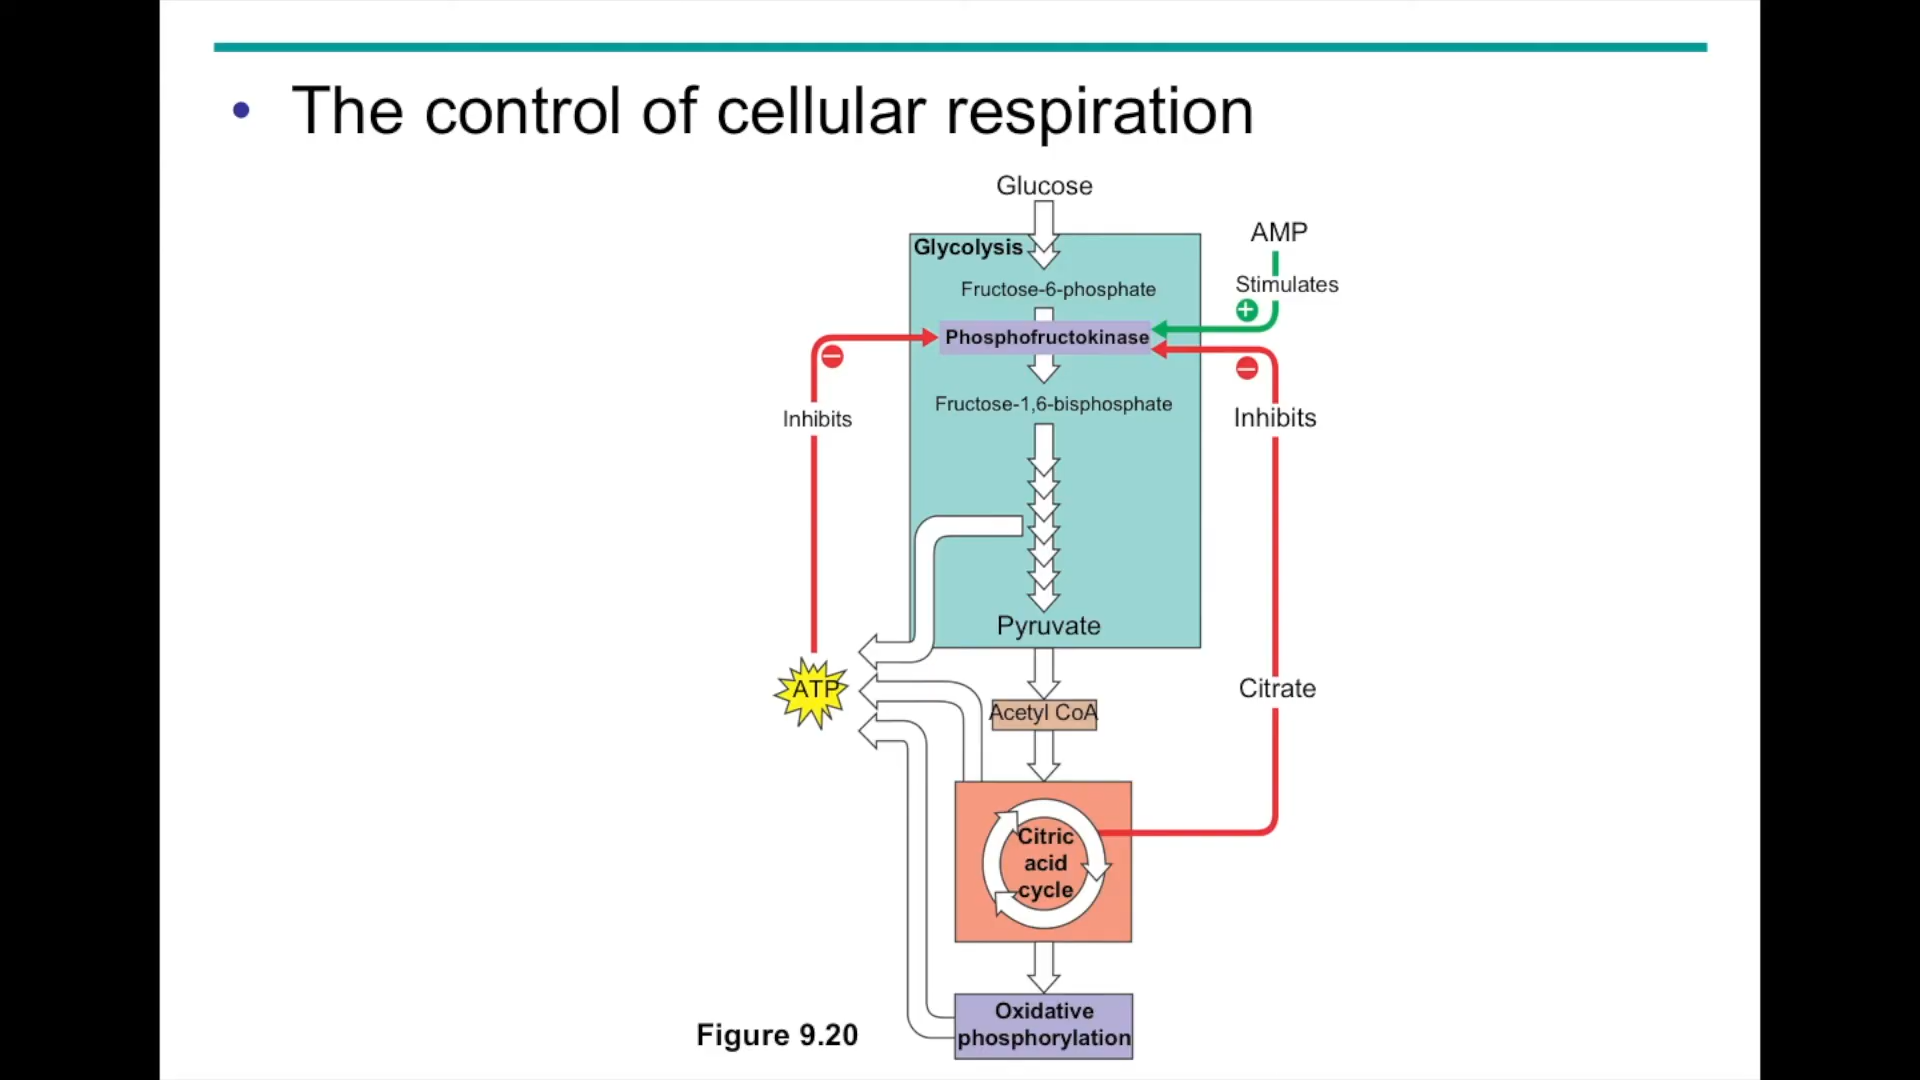 • The control of cellular respiration
Glucose
AMP
Glycolysis
Stimulates
Fructose-6-phosphate
+
Phosphofructokinase
–
–
Fructose-1,6-bisphosphate
Inhibits
Inhibits
Pyruvate
ATP
Citrate
Acetyl CoA
Citric
acid
cycle
Oxidative
phosphorylation
Figure 9.20